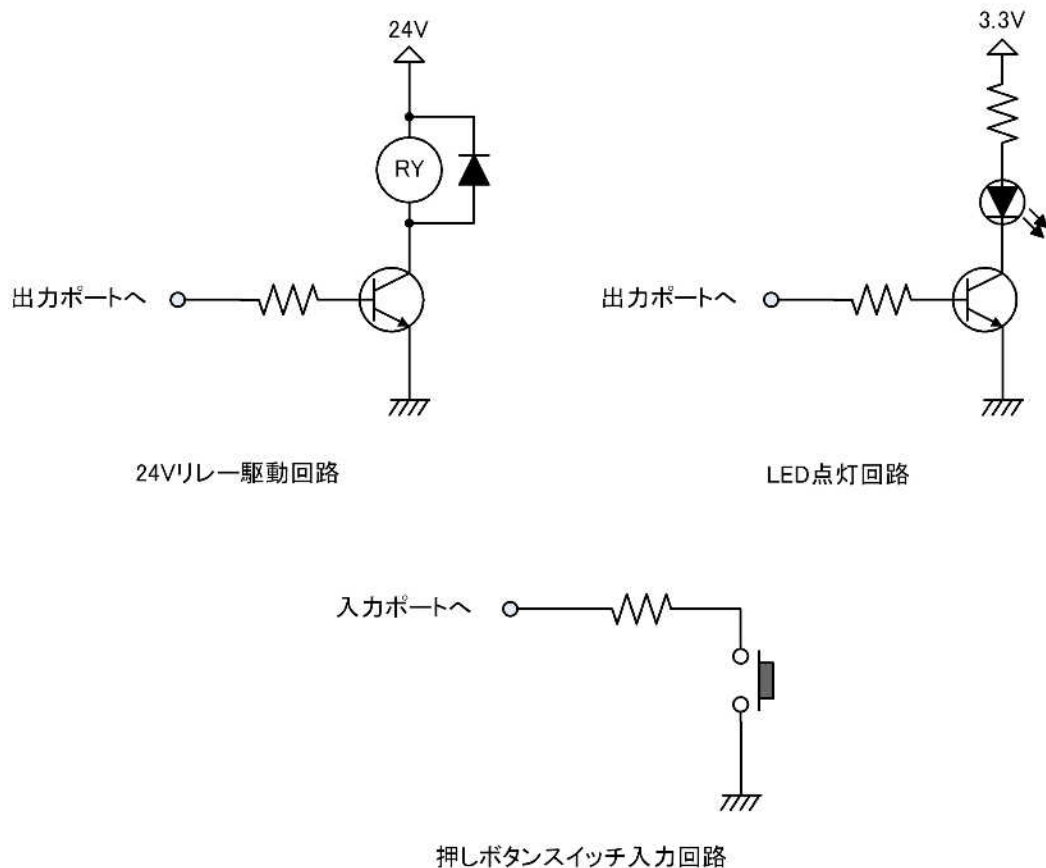 24V
3.3V
RY
出力ポートへ
出力ポートへ
24Vリレー駆動回路
LED点灯回路
入力ポートへ
押しボタンスイッチ入力回路